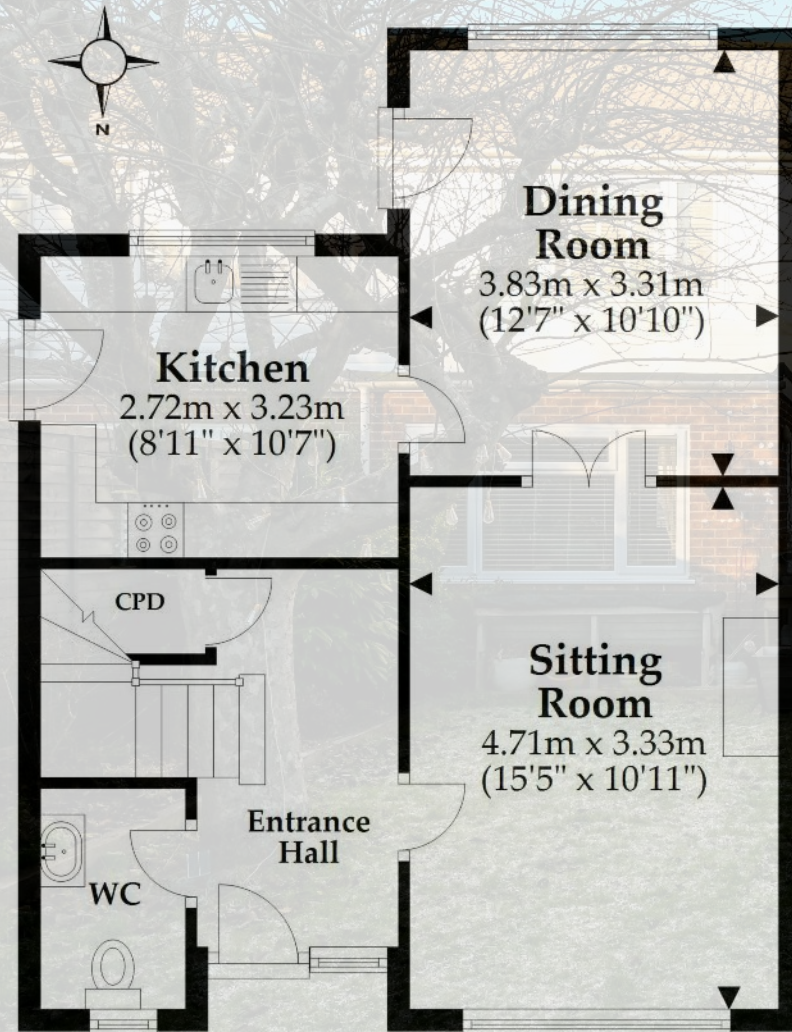 N
Dining
Room
3.83m x 3.31m
(12'7" x 10'10")
Kitchen
2.72m x 3.23m
(8'11" x 10'7")
CPD
Sitting
Room
4.71m x 3.33m
(15'5" x 10'11")
Entrance
Hall
WC